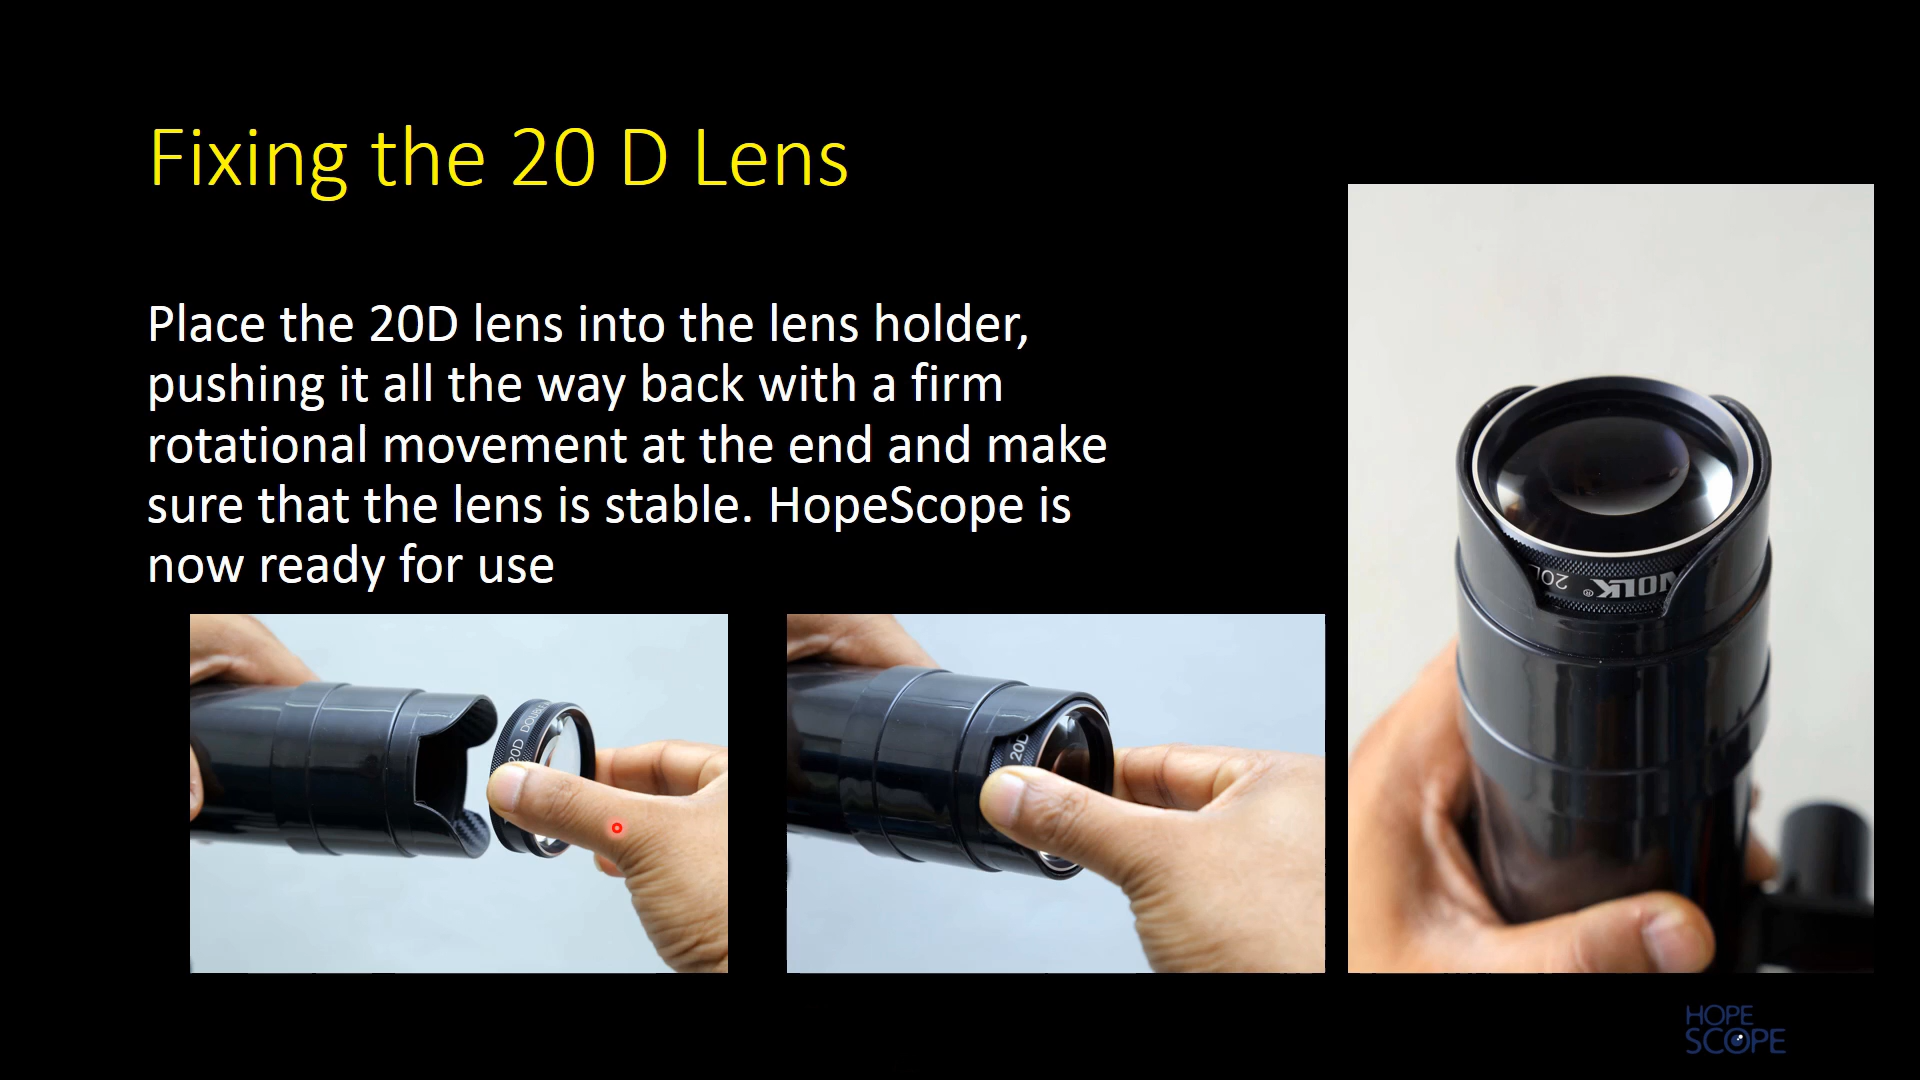 Fixing the 20 D Lens
Place the 20D lens into the lens holder,
pushing it all the way back with a firm
rotational movement at the end and make
sure that the lens is stable. HopeScope is
now ready for use
20D DOUBLE
20D
20D VOLK®
HOPE
SCOPE